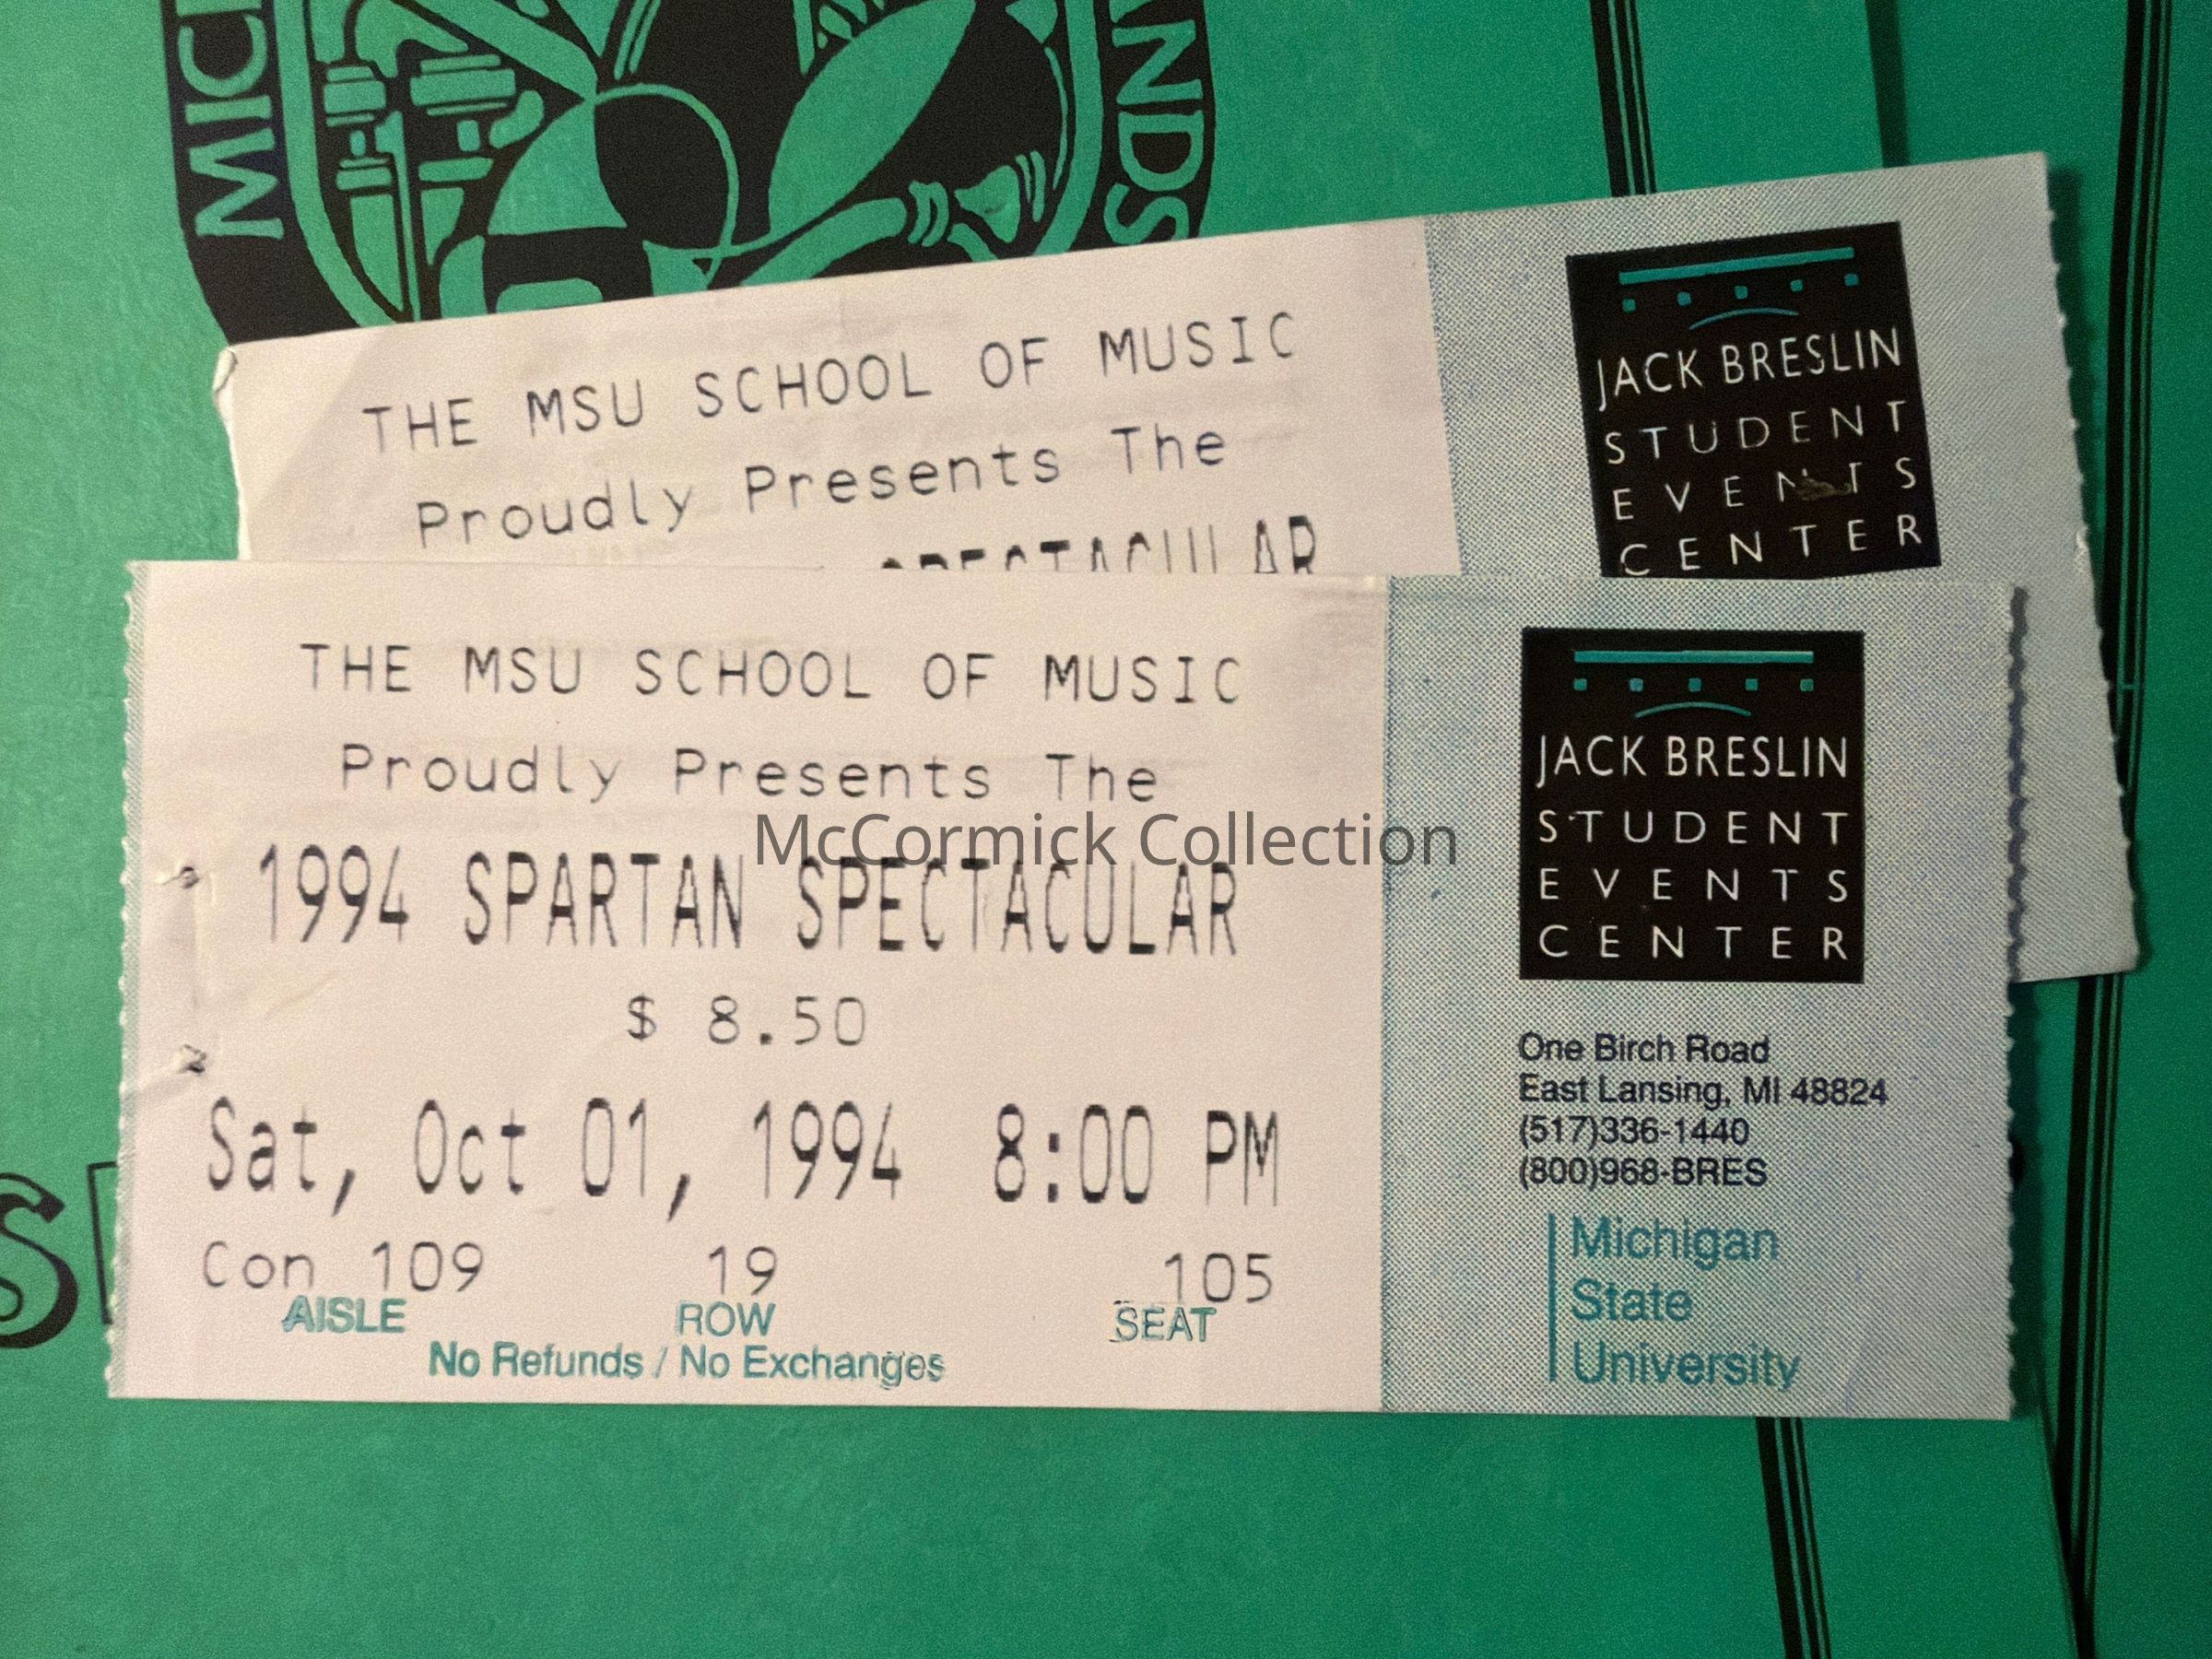 MICH
ANDS
THE MSU SCHOOL OF MUSIC
Proudly Presents The
SPECTACULAR
JACK BRESLIN
STUDENT
EVENTS
CENTER
THE MSU SCHOOL OF MUSIC
Proudly Presents The
McCormick Collection
1994 SPARTAN SPECTACULAR
$ 8.50
Sat, Oct 01, 1994 8:00 PM
Con 109 19 105
AISLE ROW SEAT
No Refunds / No Exchanges
JACK BRESLIN
STUDENT
EVENTS
CENTER
One Birch Road
East Lansing, MI 48824
(517)336-1440
(800)968-BRES
Michigan
State
University